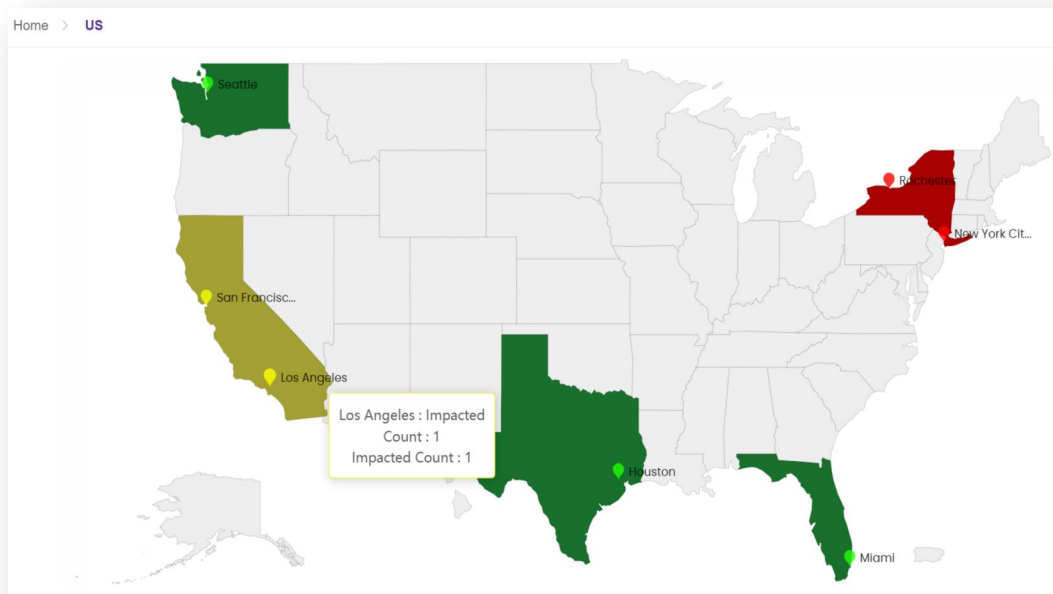 Home > US
Seattle
Rochester
New York Cit...
San Francisc...
Los Angeles
Los Angeles : Impacted
Count : 1
Impacted Count : 1
Houston
Miami